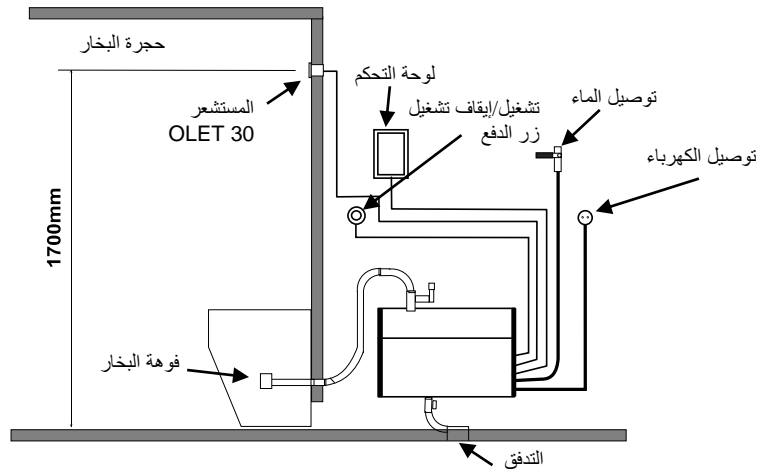 حجرة البخار
لوحة التحكم
المستشعر
OLET 30
تشغيل/إيقاف تشغيل
زر الدفع
توصيل الماء
توصيل الكهرباء
1700mm
فوهة البخار
التدفق